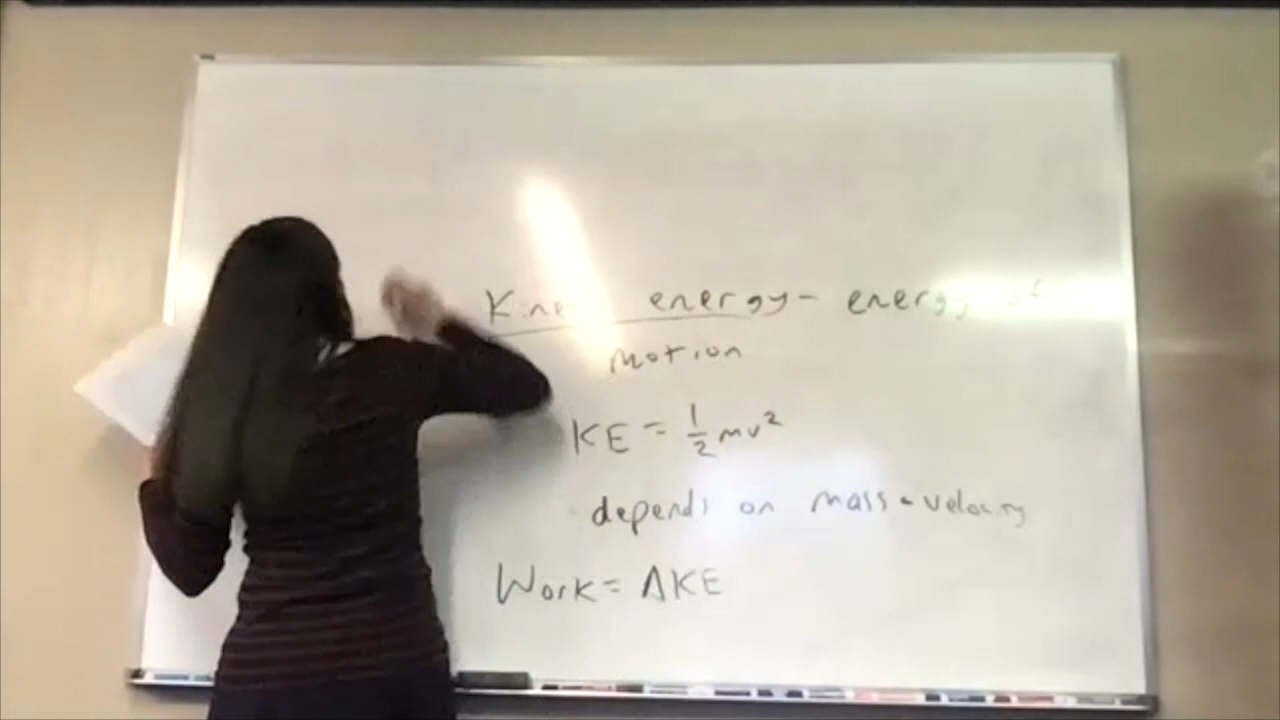 energy - energy
motion
KE = 1/2 mv²
depends on mass & velocity
Work = ΔKE